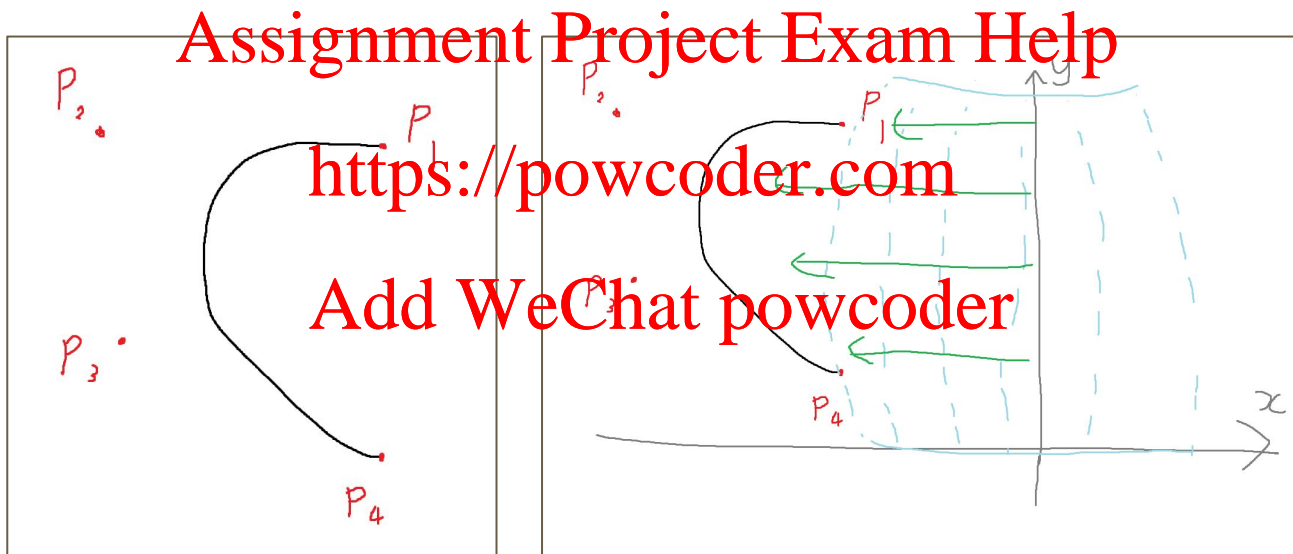 Assignment Project Exam Help
P2
P1
P3
P4
https://powcoder.com
Add WeChat powcoder
P2
P1
P3
P4
y
x